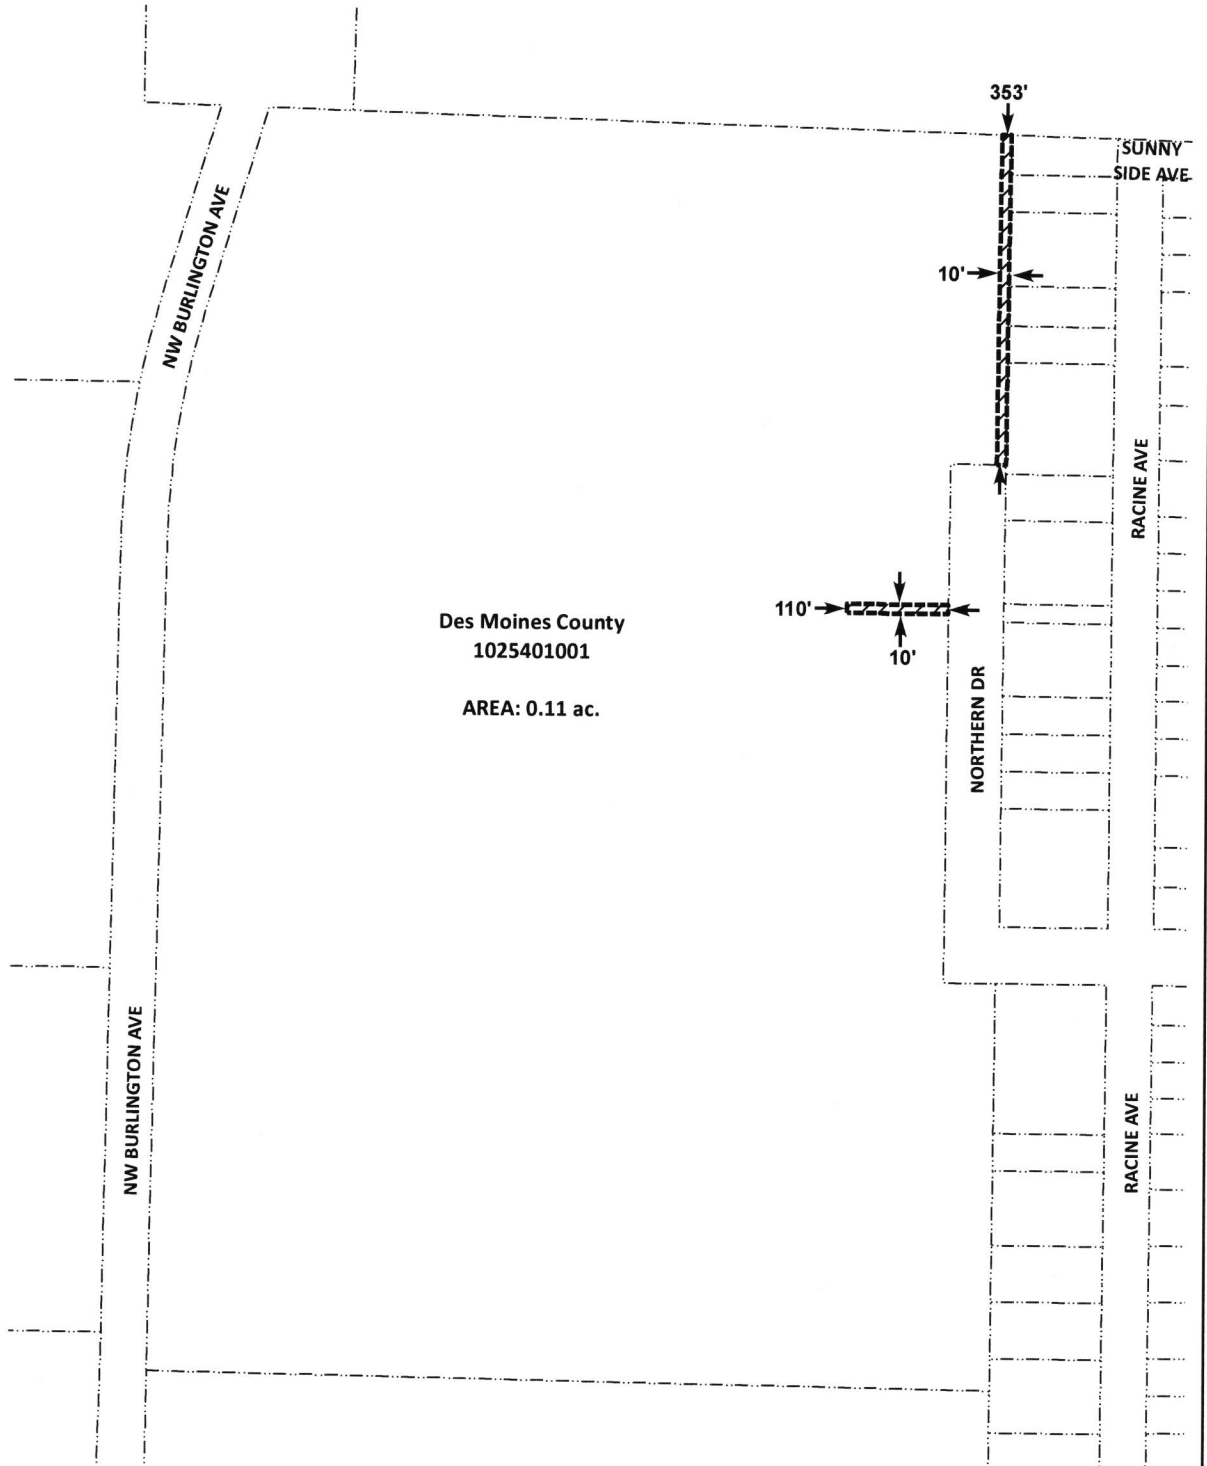 353'
SUNNY
SIDE AVE
NW BURLINGTON AVE
10'
RACINE AVE
110'
10'
Des Moines County
1025401001
AREA: 0.11 ac.
NORTHERN DR
NW BURLINGTON AVE
RACINE AVE